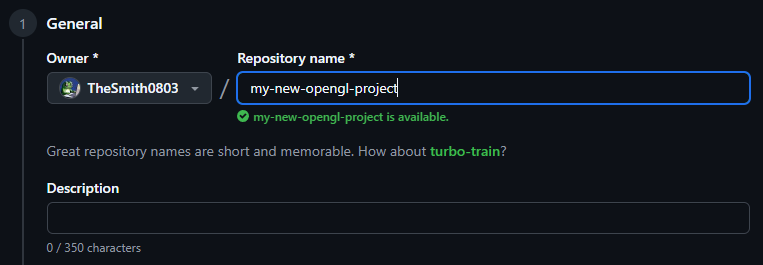 1 General
Owner * Repository name *
TheSmith0803 / my-new-opengl-project
my-new-opengl-project is available.
Great repository names are short and memorable. How about turbo-train?
Description
0 / 350 characters